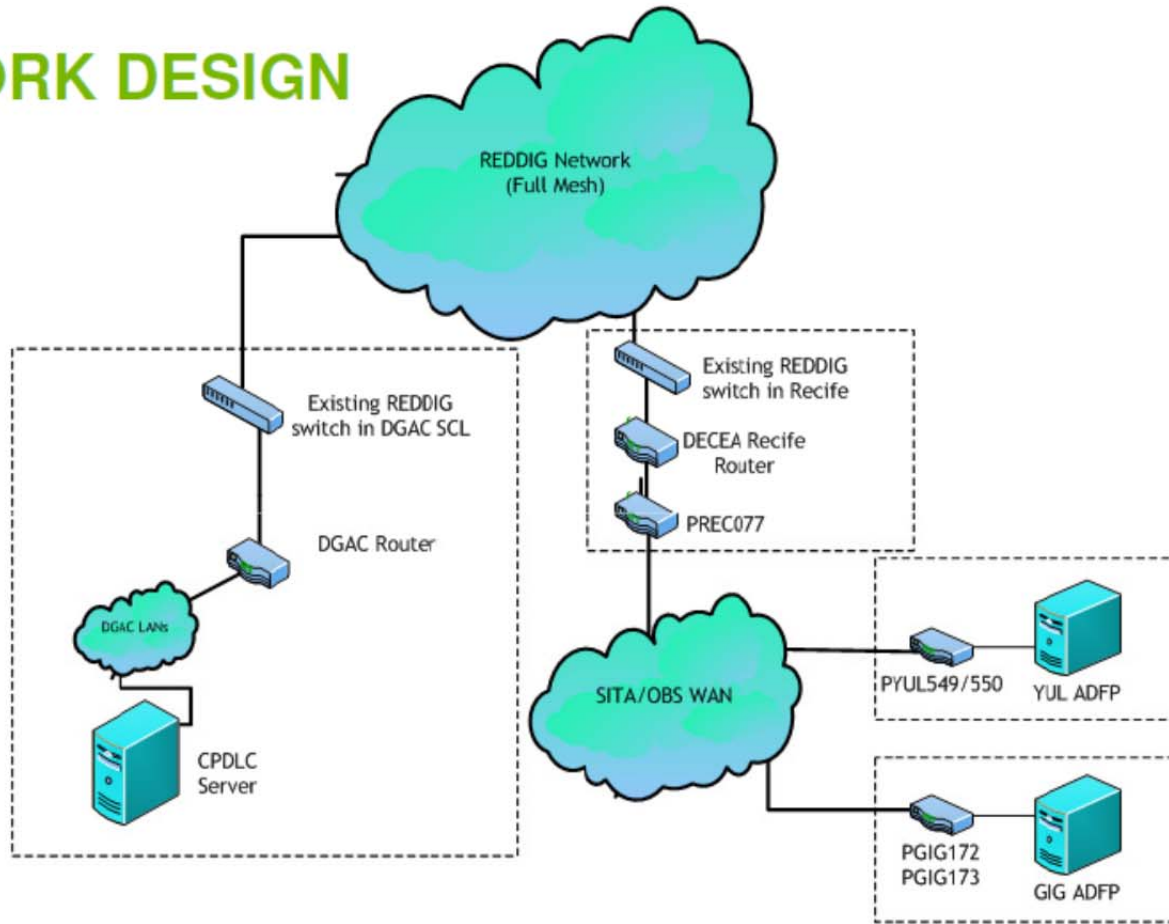 ORK DESIGN
REDDIG Network
(Full Mesh)
Existing REDDIG
switch in DGAC SCL
DGAC Router
DGAC LANs
CPDLC
Server
Existing REDDIG
switch in Recife
DECEA Recife
Router
PREC077
SITA/OBS WAN
PYUL549/550
YUL ADFP
PGIG172
PGIG173
GIG ADFP